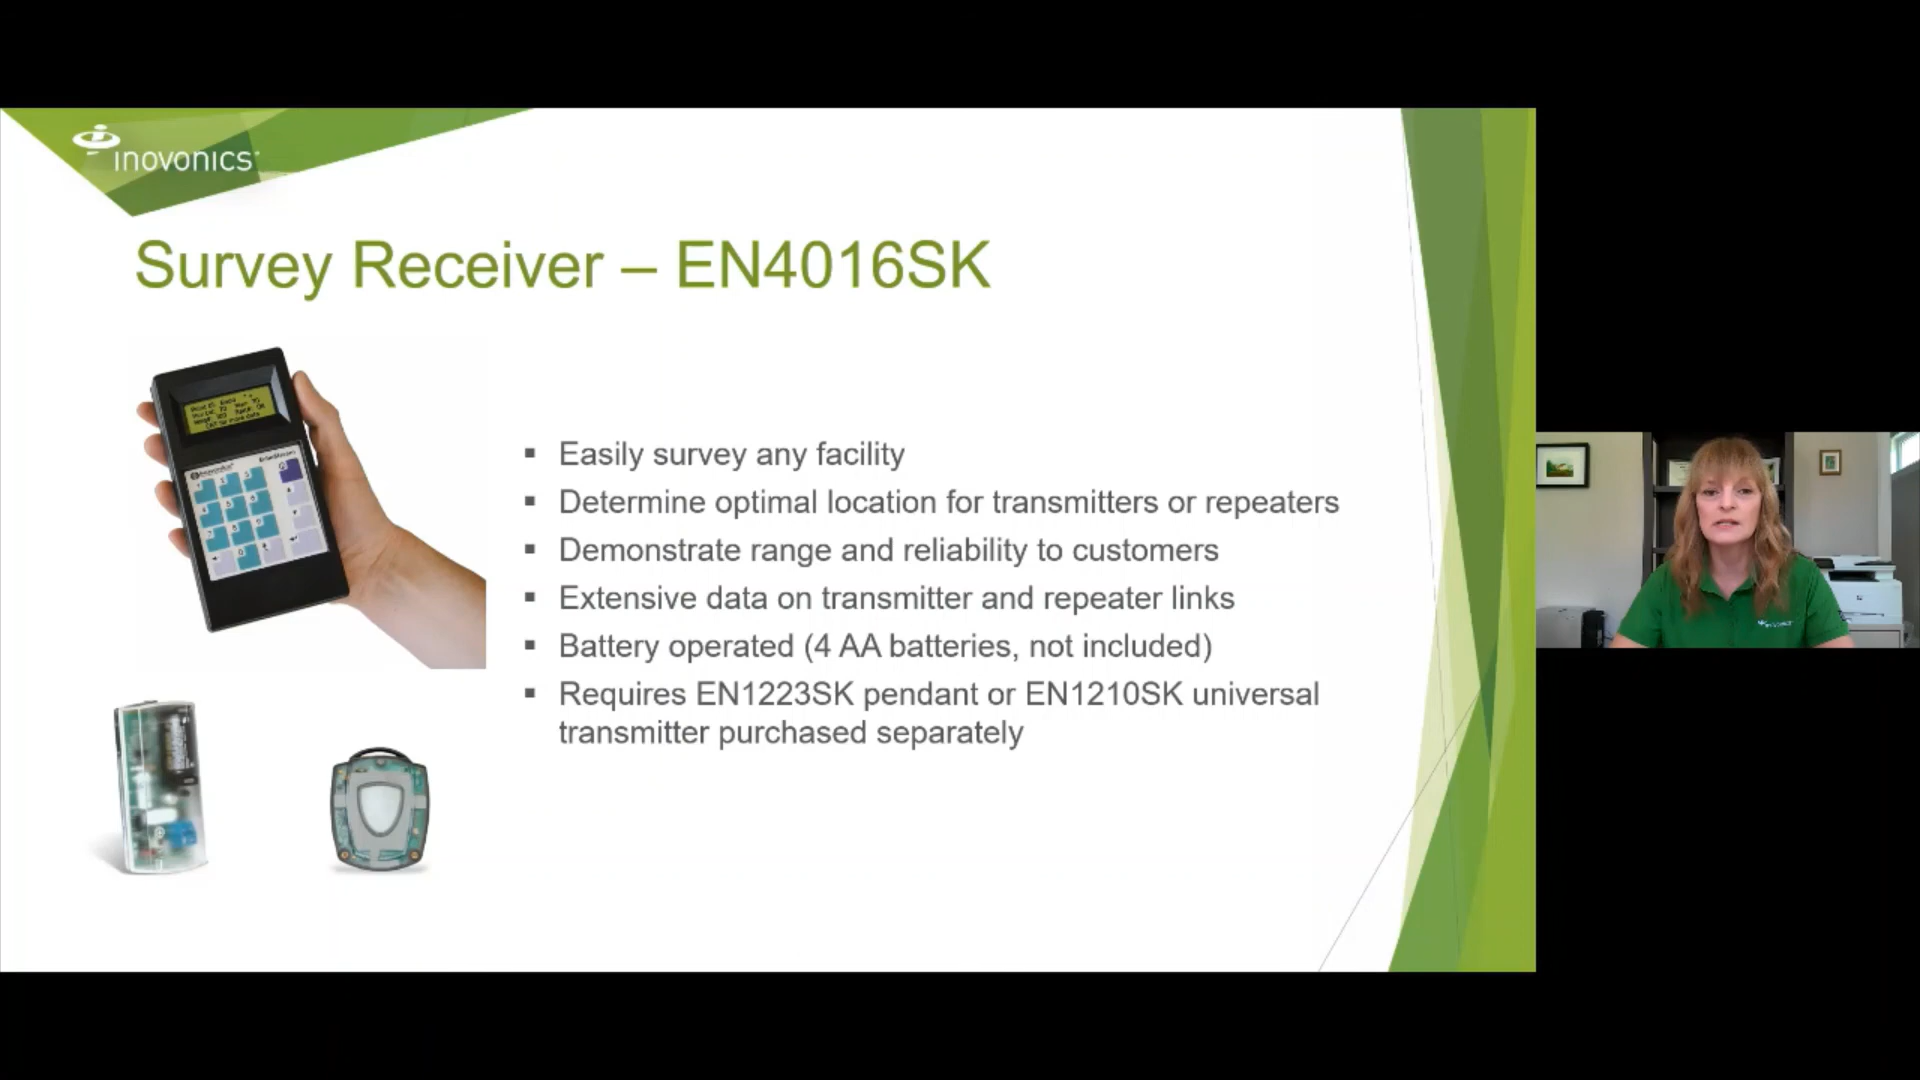 inovonics
Survey Receiver – EN4016SK
▪ Easily survey any facility
▪ Determine optimal location for transmitters or repeaters
▪ Demonstrate range and reliability to customers
▪ Extensive data on transmitter and repeater links
▪ Battery operated (4 AA batteries, not included)
▪ Requires EN1223SK pendant or EN1210SK universal
transmitter purchased separately
inovonics